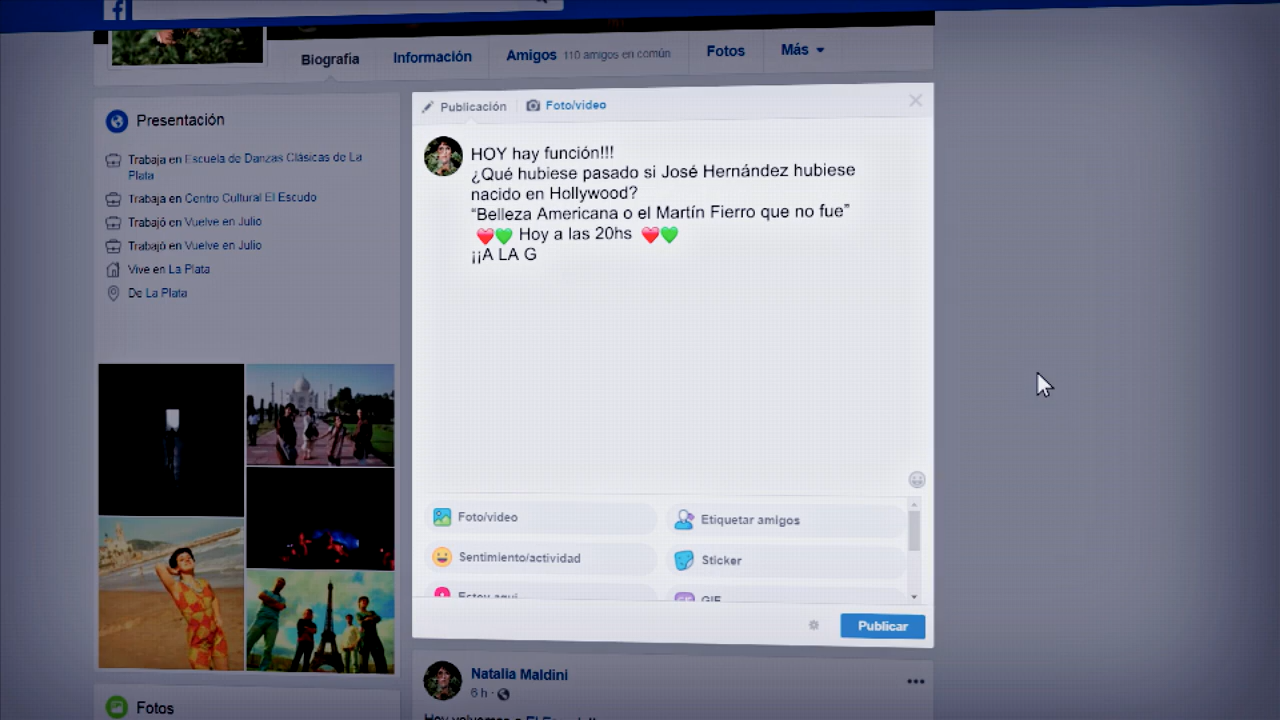 Biografía
Información
Amigos 110 amigos en común
Fotos
Más
Presentación
Trabaja en Escuela de Danzas Clásicas de La
Plata
Trabaja en Centro Cultural El Escudo
Trabajó en Vuelve en Julio
Trabajó en Vuelve en Julio
Vive en La Plata
De La Plata
Fotos
Publicación
Foto/video
HOY hay función!!!
¿Qué hubiese pasado si José Hernández hubiese
nacido en Hollywood?
“Belleza Americana o el Martín Fierro que no fue”
Hoy a las 20hs
¡¡A LA G
Foto/video
Etiquetar amigos
Sentimiento/actividad
Sticker
Estoy aquí
GIF
Publicar
Natalia Maldini
6 h ·